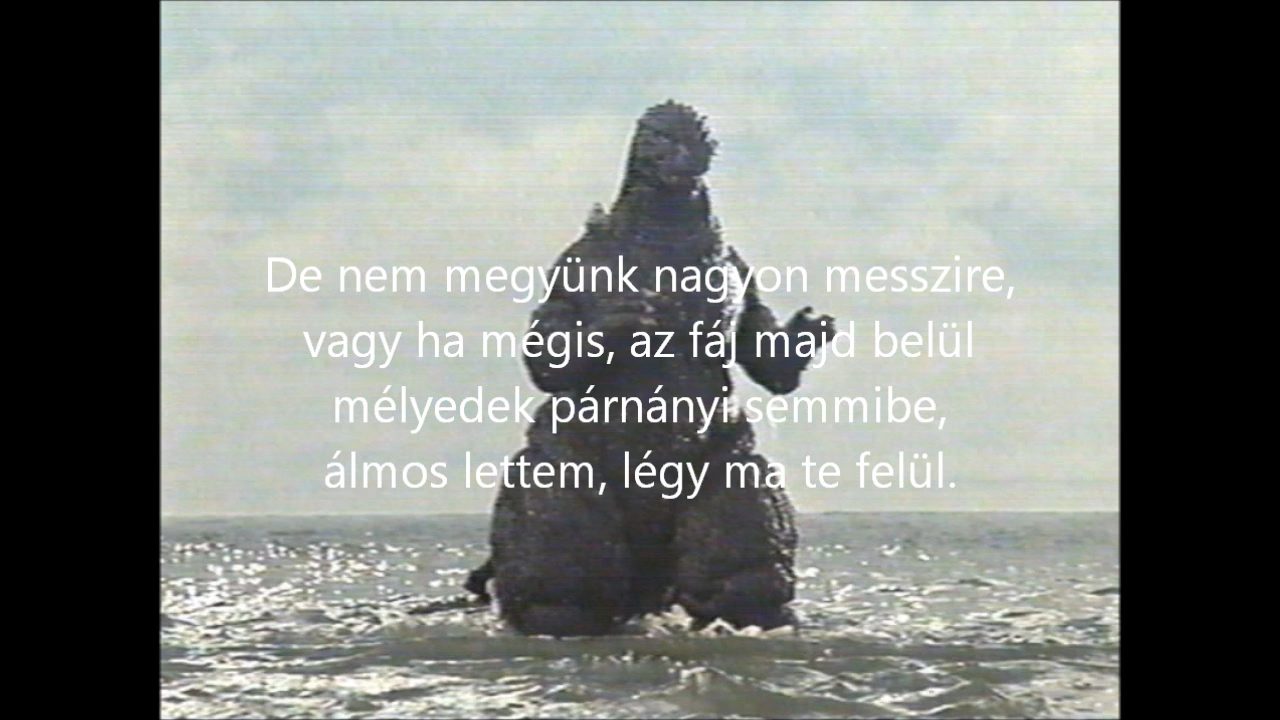 De nem megyünk nagyon messzire,
vagy ha mégis, az fáj majd belül
mélyedek párnányi semmibe,
álmos lettem, légy ma te felül.